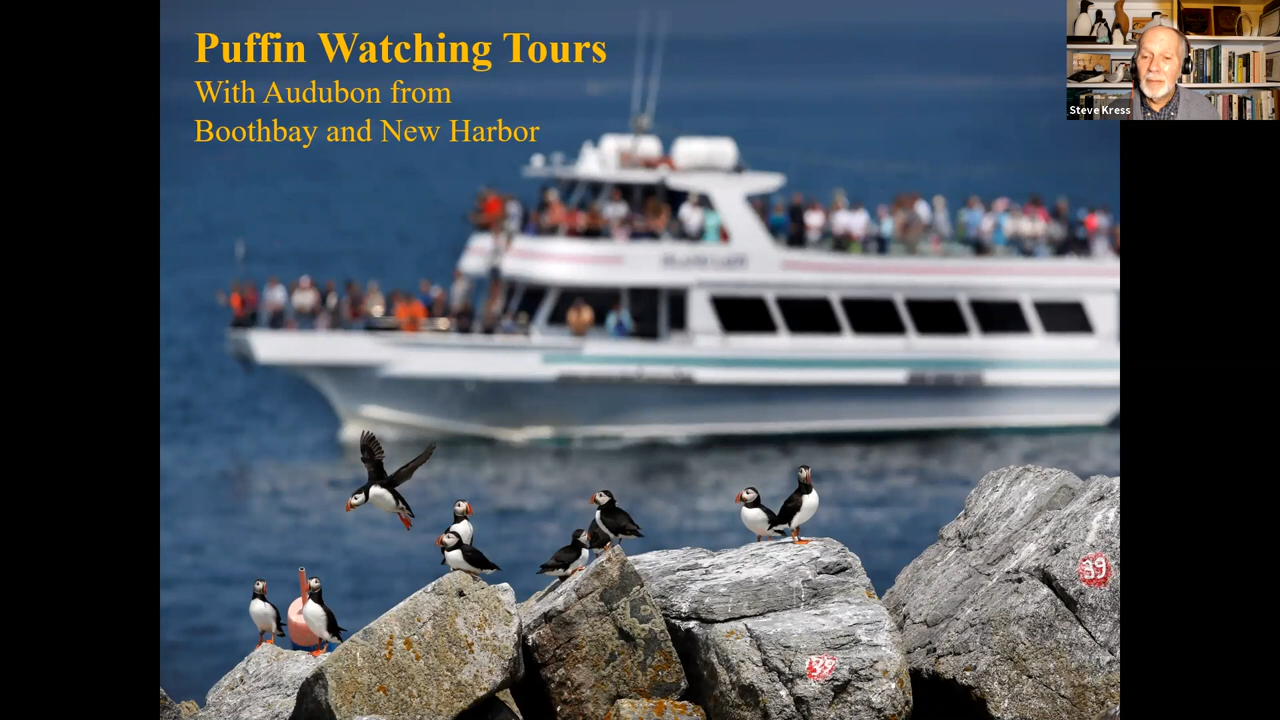 Puffin Watching Tours
With Audubon from
Boothbay and New Harbor
Steve Kress
39
39